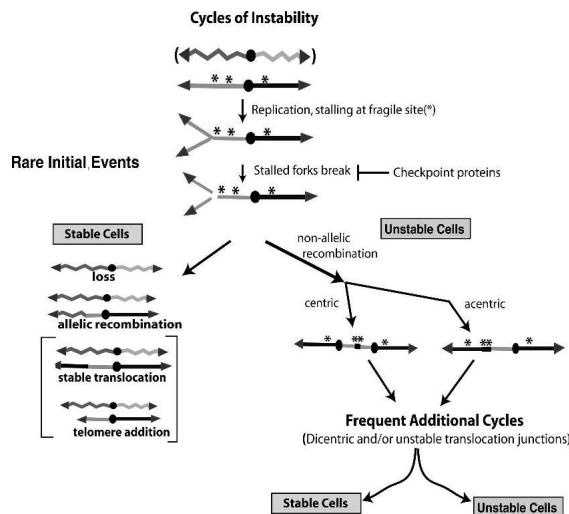 Cycles of Instability
( )
* * *
Replication, stalling at fragile site(*)
* * *
Rare Initial Events
Stalled forks break
Checkpoint proteins
* * *
Stable Cells
Unstable Cells
non-allelic
recombination
loss
centric
acentric
allelic recombination
* ** *
* ** *
stable translocation
telomere addition
Frequent Additional Cycles
(Dicentric and/or unstable translocation junctions)
Stable Cells
Unstable Cells